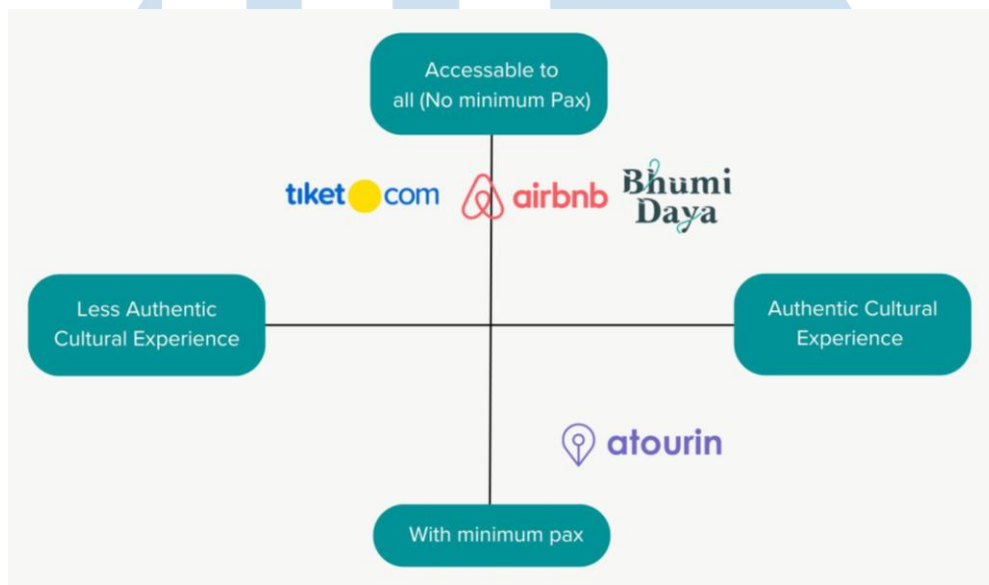 Accessable to
all (No minimum Pax)
tiket com
airbnb
Bhumi
Daya
Less Authentic
Cultural Experience
Authentic Cultural
Experience
atourin
With minimum pax